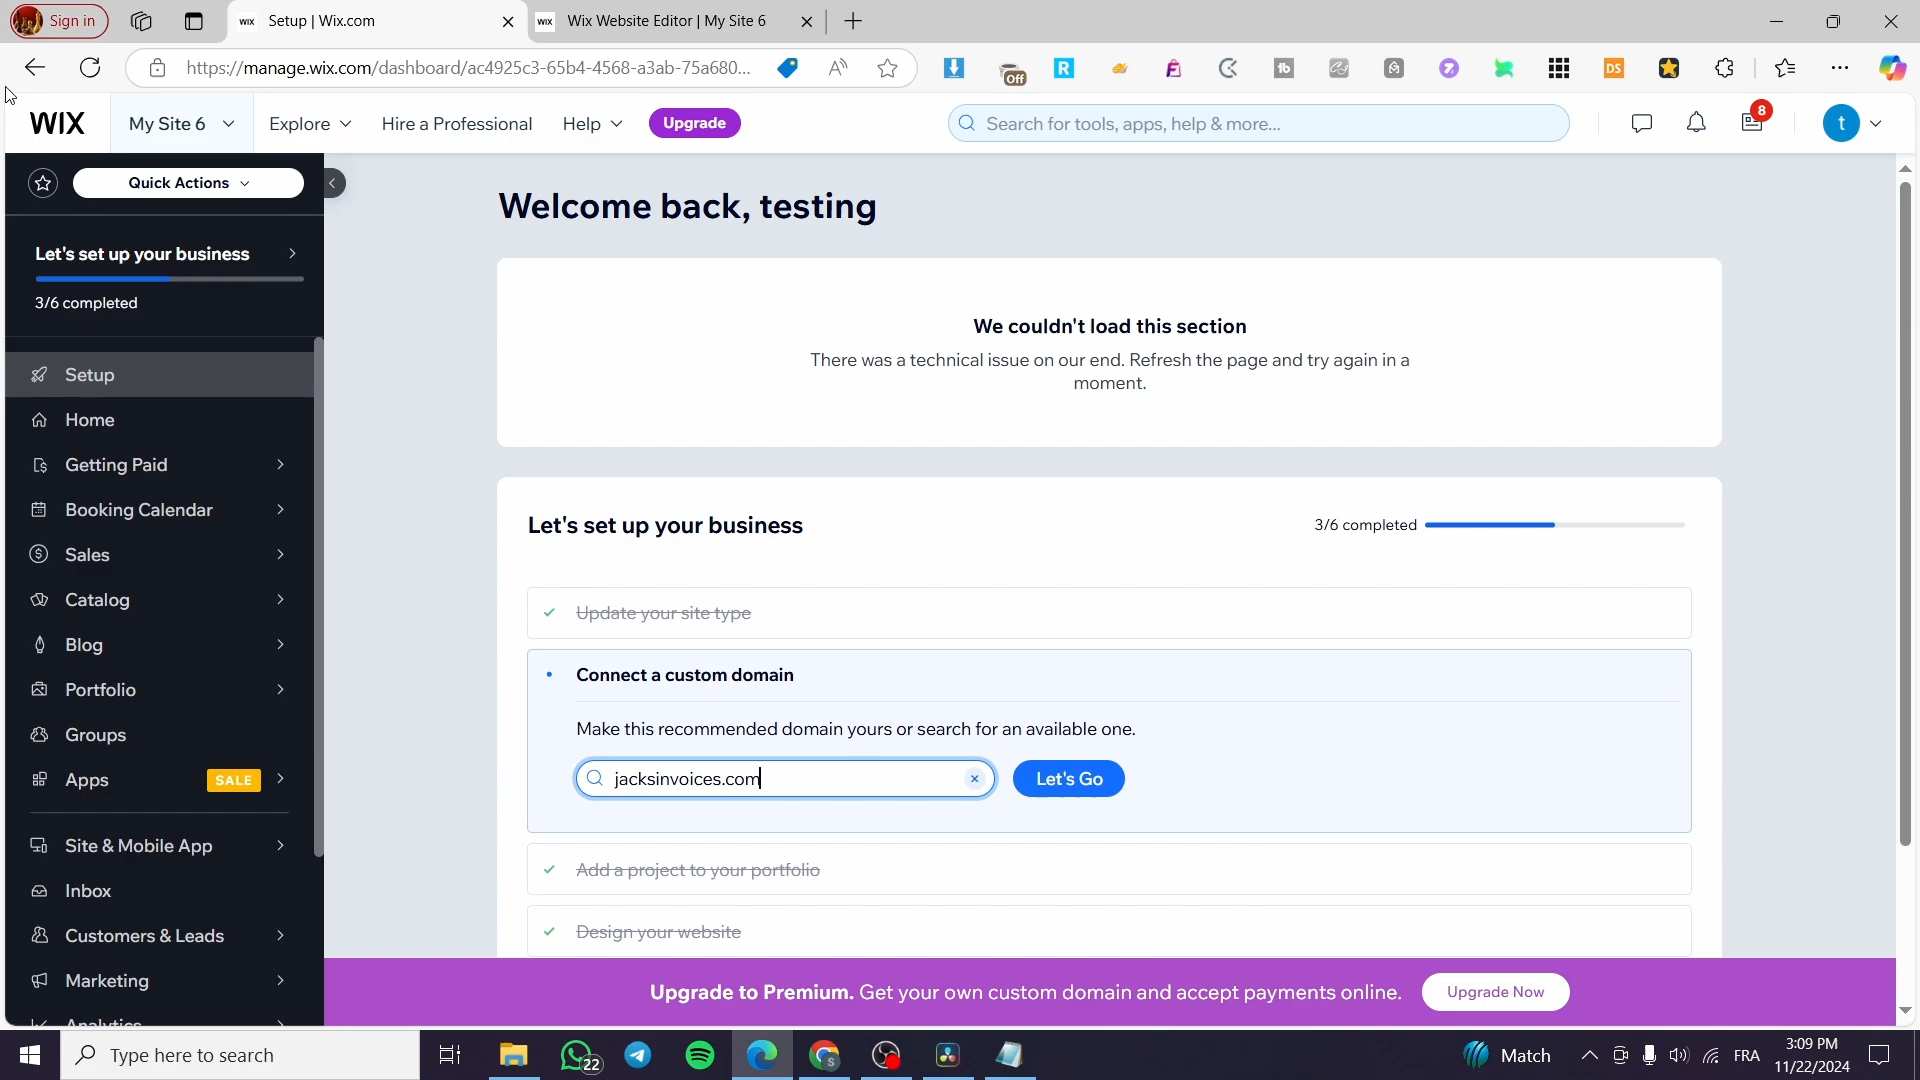 Sign in
Setup | Wix.com
Wix Website Editor | My Site 6
https://manage.wix.com/dashboard/ac4925c3-65b4-4568-a3ab-75a680...
WIX
My Site 6
Explore
Hire a Professional
Help
Upgrade
Search for tools, apps, help & more...
8
t
Quick Actions
Let's set up your business
3/6 completed
Setup
Home
Getting Paid
Booking Calendar
Sales
Catalog
Blog
Portfolio
Groups
Apps
SALE
Site & Mobile App
Inbox
Customers & Leads
Marketing
Analytics
Welcome back, testing
We couldn't load this section
There was a technical issue on our end. Refresh the page and try again in a
moment.
Let's set up your business
3/6 completed
Update your site type
Connect a custom domain
Make this recommended domain yours or search for an available one.
jacksinvoices.com
Let's Go
Add a project to your portfolio
Design your website
Upgrade to Premium. Get your own custom domain and accept payments online.
Upgrade Now
Type here to search
22
Match
FRA
3:09 PM
11/22/2024